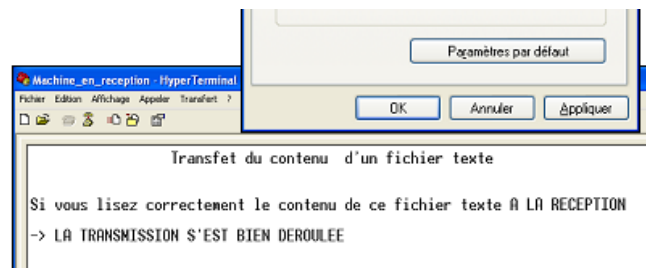 Paramètres par défaut
Machine_en_reception - HyperTerminal
Fichier Edition Affichage Appeler Transfert ?
OK Annuler Appliquer
Transfet du contenu d'un fichier texte
Si vous lisez correctement le contenu de ce fichier texte A LA RECEPTION
-> LA TRANSMISSION S'EST BIEN DEROULEE